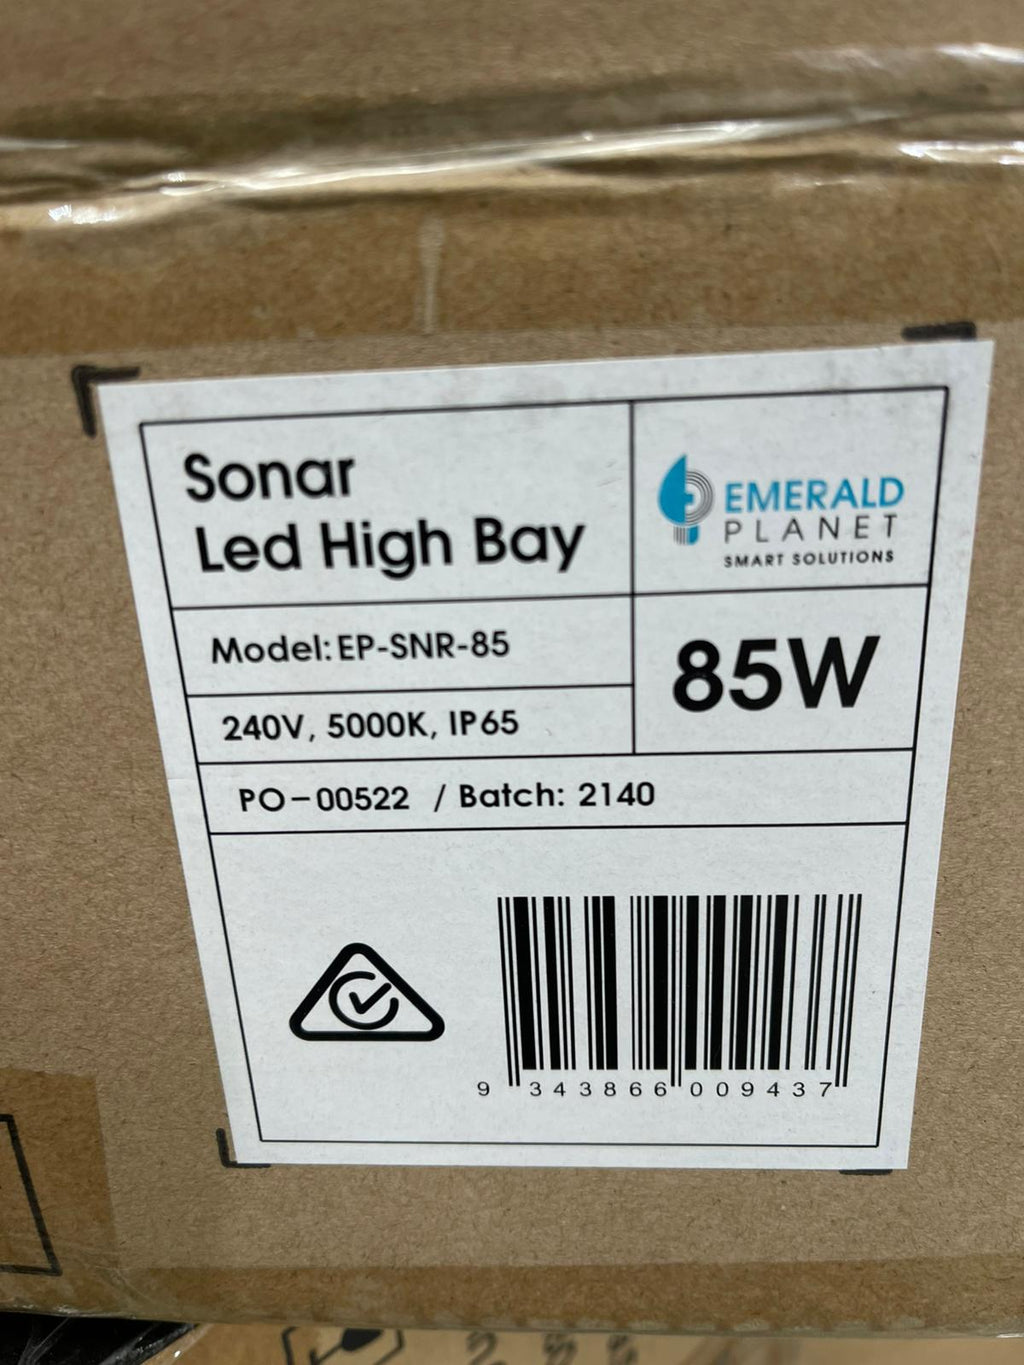 Sonar
Led High Bay
EMERALD
PLANET
SMART SOLUTIONS
Model: EP-SNR-85
85W
240V, 5000K, IP65
PO-00522 / Batch: 2140
9 343866 009437